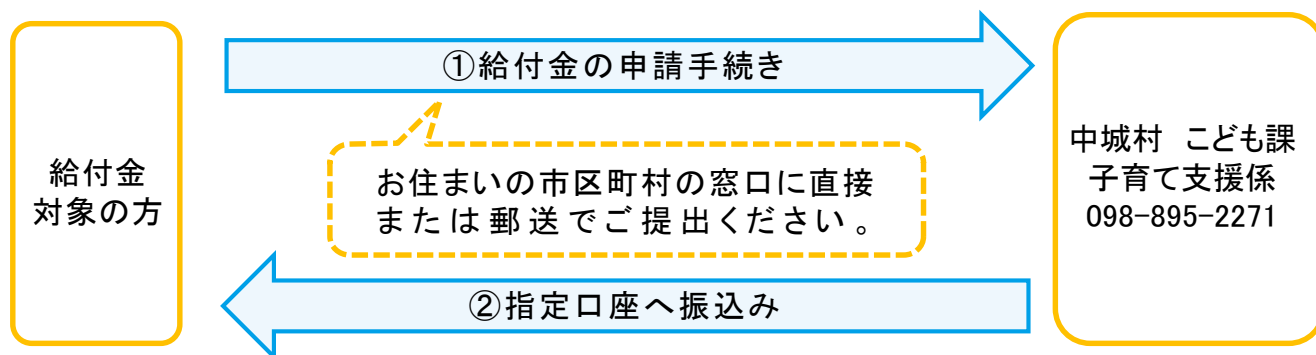 ①給付金の申請手続き
給付金
対象の方
お住まいの市区町村の窓口に直接
または郵送でご提出ください。
中城村　こども課
子育て支援係
098-895-2271
②指定口座へ振込み